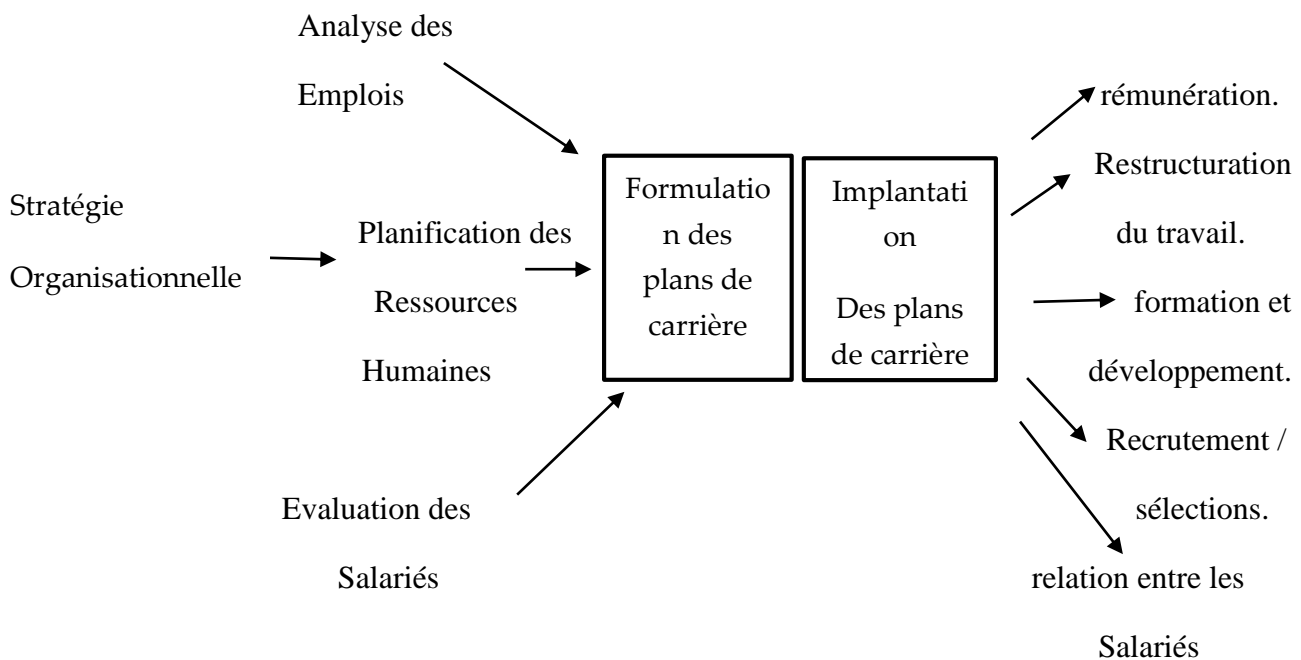 Analyse des
Emplois
Stratégie
Organisationnelle
Planification des
Ressources
Humaines
Evaluation des
Salariés
Formulatio
n des
plans de
carrière
Implantati
on
Des plans
de carrière
rémunération.
Restructuration
du travail.
formation et
développement.
Recrutement /
sélections.
relation entre les
Salariés